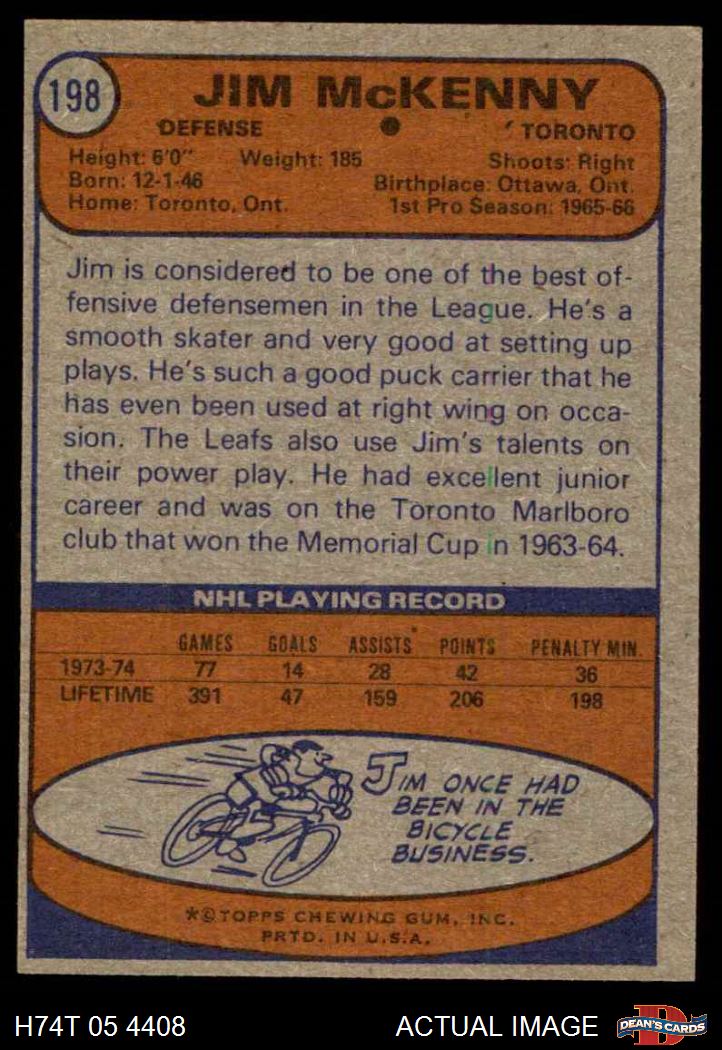 198
JIM McKENNY
DEFENSE ● TORONTO
Height: 6'0" Weight: 185 Shoots: Right
Born: 12-1-46 Birthplace: Ottawa, Ont.
Home: Toronto, Ont. 1st Pro Season: 1965-66
Jim is considered to be one of the best of-
fensive defensemen in the League. He's a
smooth skater and very good at setting up
plays. He's such a good puck carrier that he
has even been used at right wing on occa-
sion. The Leafs also use Jim's talents on
their power play. He had excellent junior
career and was on the Toronto Marlboro
club that won the Memorial Cup in 1963-64.
NHL PLAYING RECORD
GAMES GOALS ASSISTS POINTS PENALTY MIN.
1973-74 77 14 28 42 36
LIFETIME 391 47 159 206 198
JIM ONCE HAD
BEEN IN THE
BICYCLE
BUSINESS.
*©TOPPS CHEWING GUM, INC.
PRTD. IN U.S.A.
H74T 05 4408 ACTUAL IMAGE
D
DEAN'S CARDS